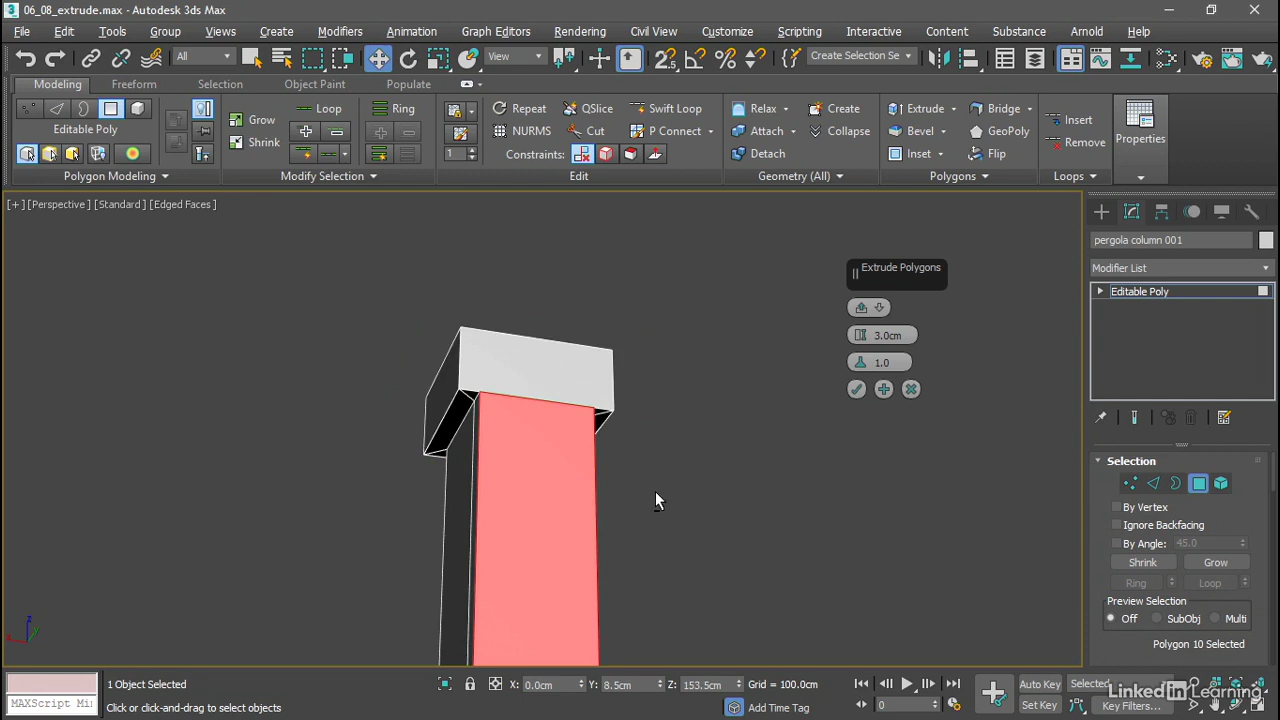 06_08_extrude.max - Autodesk 3ds Max
File Edit Tools Group Views Create Modifiers Animation Graph Editors Rendering Civil View Customize Scripting Interactive Content Substance Arnold Help
All View Create Selection Se
Modeling Freeform Selection Object Paint Populate
Loop Ring Repeat QSlice Swift Loop Relax Create Extrude Bridge
Editable Poly Grow NURMS Cut P Connect Attach Collapse Bevel GeoPoly Insert Properties
Shrink 1 Constraints: Detach Inset Flip Remove
Polygon Modeling Modify Selection Edit Geometry (All) Polygons Loops
[+] [Perspective] [Standard] [Edged Faces]
pergola column 001
Modifier List
Editable Poly
Extrude Polygons
3.0cm
1.0
Selection
By Vertex
Ignore Backfacing
By Angle: 45.0
Shrink Grow
Ring Loop
Preview Selection
Off SubObj Multi
Polygon 10 Selected
z
x y
1 Object Selected X: 0.0cm Y: 8.5cm Z: 153.5cm Grid = 100.0cm Auto Key Selected
MAXScript Mi Click or click-and-drag to select objects Add Time Tag 0 Set Key Key Filters...
LinkedIn Learning